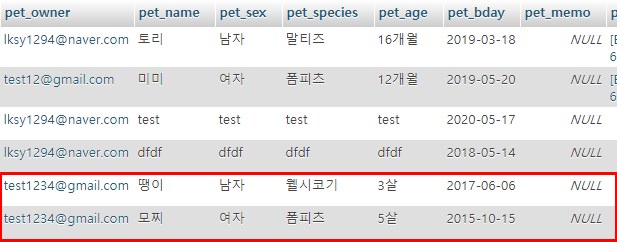 pet_owner pet_name pet_sex pet_species pet_age pet_bday pet_memo
lksy1294@naver.com 토리 남자 말티즈 16개월 2019-03-18 NULL
test12@gmail.com 미미 여자 폼피츠 12개월 2019-05-20 NULL
lksy1294@naver.com test test test test 2020-05-17 NULL
lksy1294@naver.com dfdf dfdf dfdf dfdf 2018-05-14 NULL
test1234@gmail.com 땡이 남자 웰시코기 3살 2017-06-06 NULL
test1234@gmail.com 모찌 여자 폼피츠 5살 2015-10-15 NULL